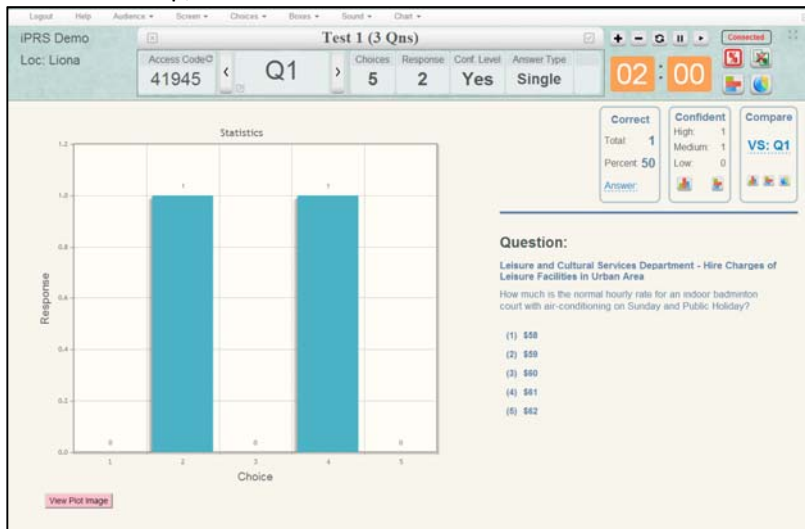 Logout Help Audience Screen Choices Boxes Sound Chart
iPRS Demo
Test 1 (3 Qns)
Connected
Loc: Liona
Access Code
41945
Q1
Choices
5
Response
2
Conf. Level
Yes
Answer Type
Single
02 : 00
Correct
Total: 1
Percent: 50
Answer:
Confident
High: 1
Medium: 1
Low: 0
Compare
VS: Q1
Statistics
1.2
1.0
0.8
0.6
0.4
0.2
0.0
Response
0 1 0 1 0
1 2 3 4 5
Choice
View Plot Image
Question:
Leisure and Cultural Services Department - Hire Charges of
Leisure Facilities in Urban Area
How much is the normal hourly rate for an indoor badminton
court with air-conditioning on Sunday and Public Holiday?
(1) $58
(2) $59
(3) $60
(4) $61
(5) $62